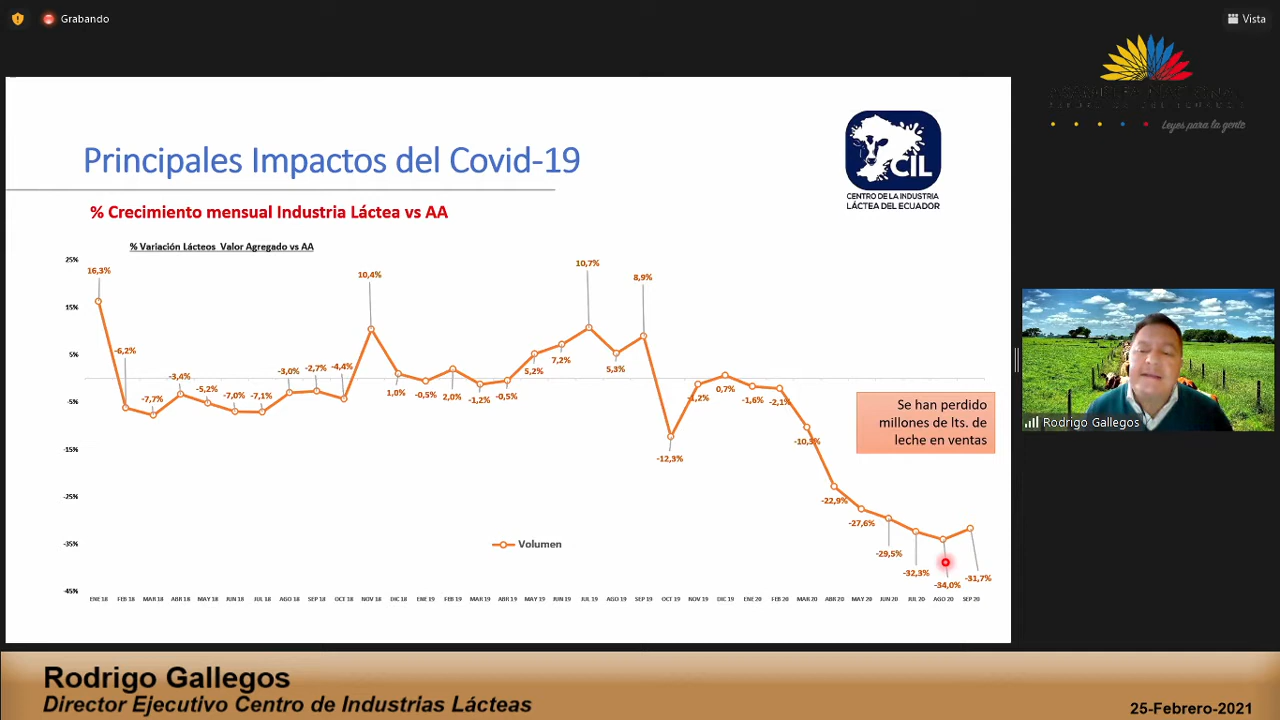 Grabando
Vista
Leyes para la gente
Principales Impactos del Covid-19
CIL
CENTRO DE LA INDUSTRIA
LÁCTEA DEL ECUADOR
% Crecimiento mensual Industria Láctea vs AA
% Variación Lácteos Valor Agregado vs AA
25%
15%
5%
-5%
-15%
-25%
-35%
-45%
16,3%
-6,2%
-7,7%
-3,4%
-5,2%
-7,0%
-7,1%
-3,0%
-2,7%
-4,4%
10,4%
1,0%
-0,5%
2,0%
-1,2%
-0,5%
5,2%
7,2%
10,7%
5,3%
8,9%
-12,3%
-1,2%
0,7%
-1,6%
-2,1%
-10,3%
-22,9%
-27,6%
-29,5%
-32,3%
-34,0%
-31,7%
Se han perdido
millones de lts. de
leche en ventas
Volumen
ENE 18 FEB 18 MAR 18 ABR 18 MAY 18 JUN 18 JUL 18 AGO 18 SEP 18 OCT 18 NOV 18 DIC 18 ENE 19 FEB 19 MAR 19 ABR 19 MAY 19 JUN 19 JUL 19 AGO 19 SEP 19 OCT 19 NOV 19 DIC 19 ENE 20 FEB 20 MAR 20 ABR 20 MAY 20 JUN 20 JUL 20 AGO 20 SEP 20
Rodrigo Gallegos
Rodrigo Gallegos
Director Ejecutivo Centro de Industrias Lácteas
25-Febrero-2021